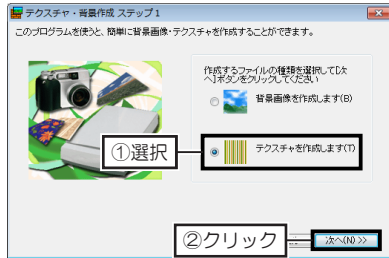 テクスチャ・背景作成 ステップ1
このプログラムを使うと、簡単に背景画像・テクスチャを作成することができます。
作成するファイルの種類を選択して[次
へ]ボタンをクリックしてください
背景画像を作成します(B)
テクスチャを作成します(T)
①選択
②クリック
次へ(N) >>